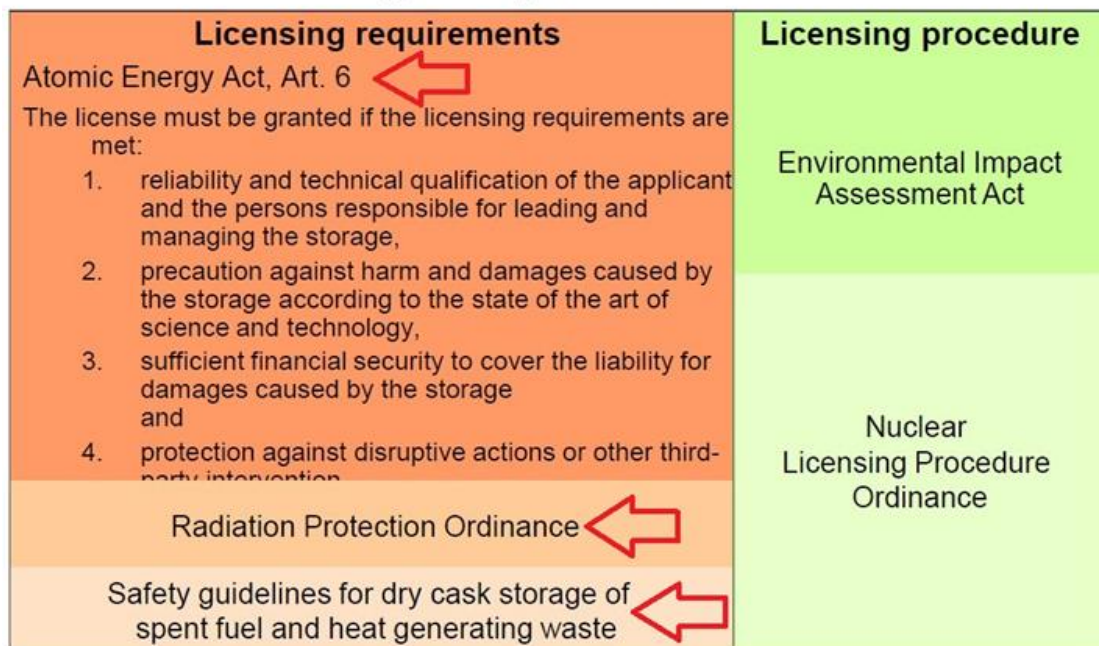 Licensing requirements
Atomic Energy Act, Art. 6
The license must be granted if the licensing requirements are
met:
1. reliability and technical qualification of the applicant
and the persons responsible for leading and
managing the storage,
2. precaution against harm and damages caused by
the storage according to the state of the art of
science and technology,
3. sufficient financial security to cover the liability for
damages caused by the storage
and
4. protection against disruptive actions or other third-
party intervention
Radiation Protection Ordinance
Safety guidelines for dry cask storage of
spent fuel and heat generating waste
Licensing procedure
Environmental Impact
Assessment Act
Nuclear
Licensing Procedure
Ordinance